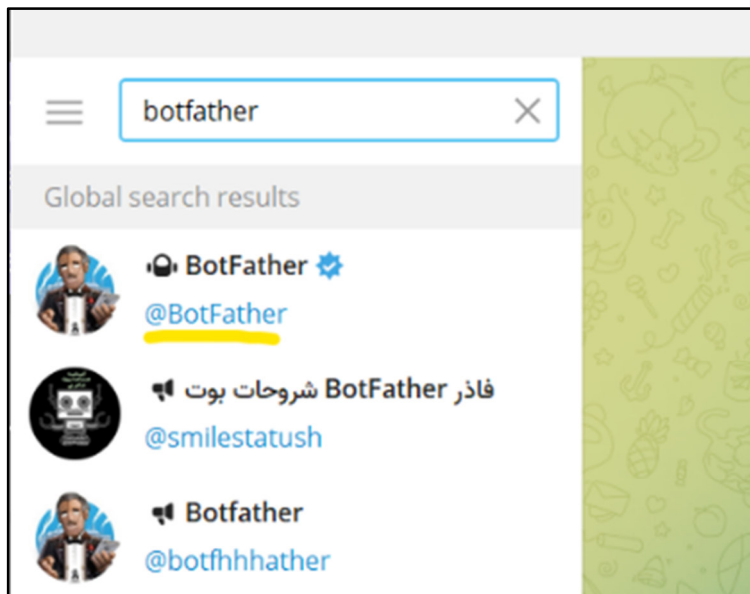 botfather
Global search results
BotFather
@BotFather
فاذر BotFather شروحات بوت
@smilestatush
Botfather
@botfhhhather